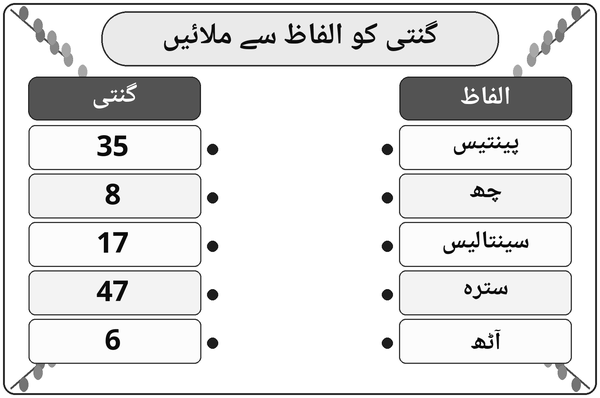 گنتی کو الفاظ سے ملائیں
الفاظ
گنتی
پینتیس
35
چھ
8
سینتالیس
17
سترہ
47
آٹھ
6